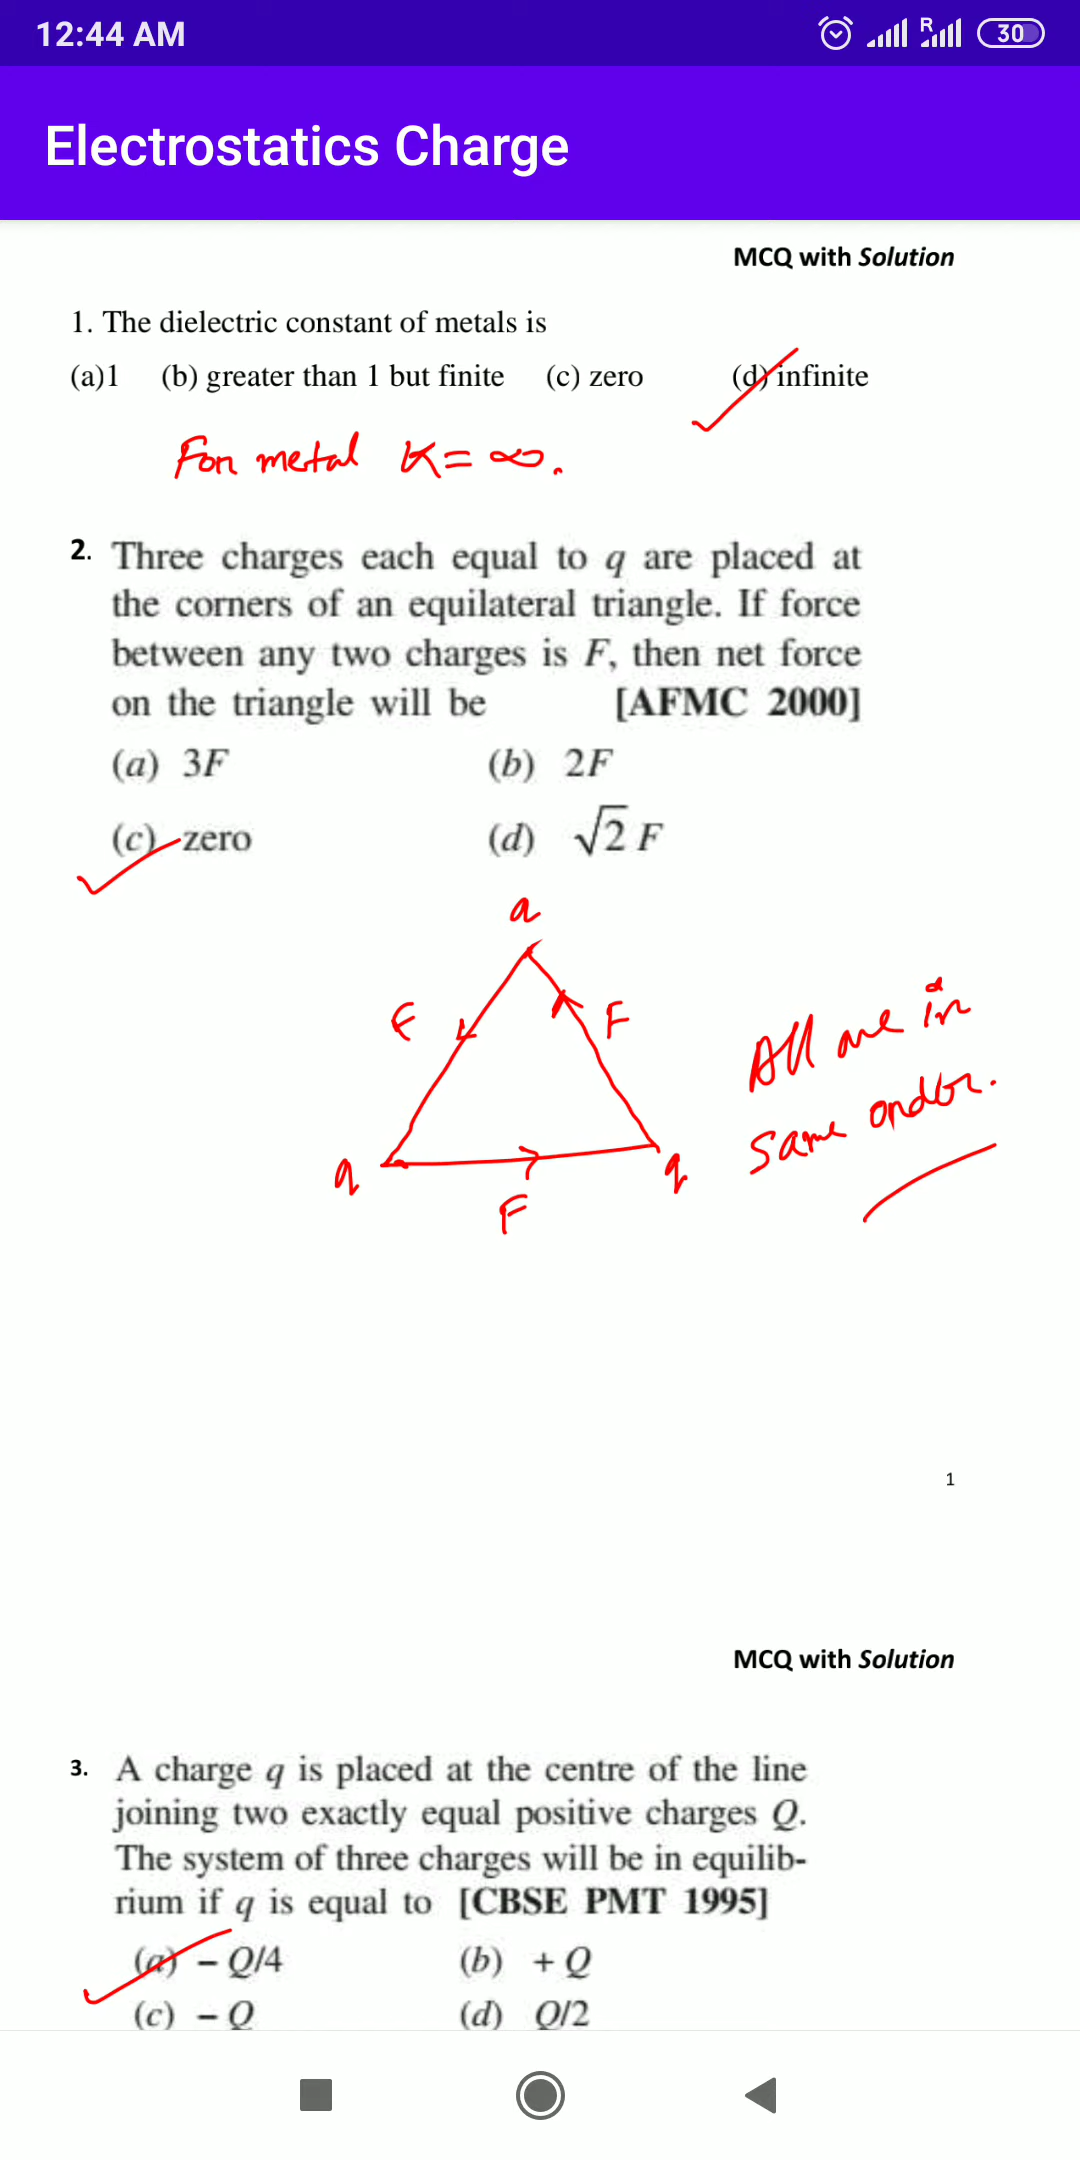 12:44 AM
R
30
Electrostatics Charge
MCQ with Solution
1. The dielectric constant of metals is
(a)1 (b) greater than 1 but finite (c) zero (d) infinite
For metal K = ∞.
2. Three charges each equal to q are placed at
the corners of an equilateral triangle. If force
between any two charges is F, then net force
on the triangle will be [AFMC 2000]
(a) 3F (b) 2F
(c) zero (d) √2 F
q
F F
All are in
same order.
q q
F
1
MCQ with Solution
3. A charge q is placed at the centre of the line
joining two exactly equal positive charges Q.
The system of three charges will be in equilib-
rium if q is equal to [CBSE PMT 1995]
(a) – Q/4 (b) + Q
(c) – Q (d) Q/2